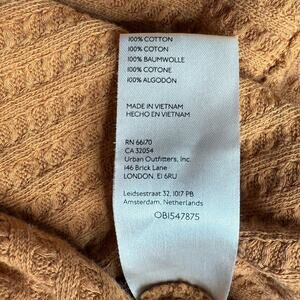 100% COTTON
100% COTON
100% BAUMWOLLE
100% COTONE
100% ALGODÓN
MADE IN VIETNAM
HECHO EN VIETNAM
RN 66170
CA 32054
Urban Outfitters, Inc.
146 Brick Lane
LONDON, E1 6RU
Leidsestraat 32, 1017 PB
Amsterdam, Netherlands
OB1547875